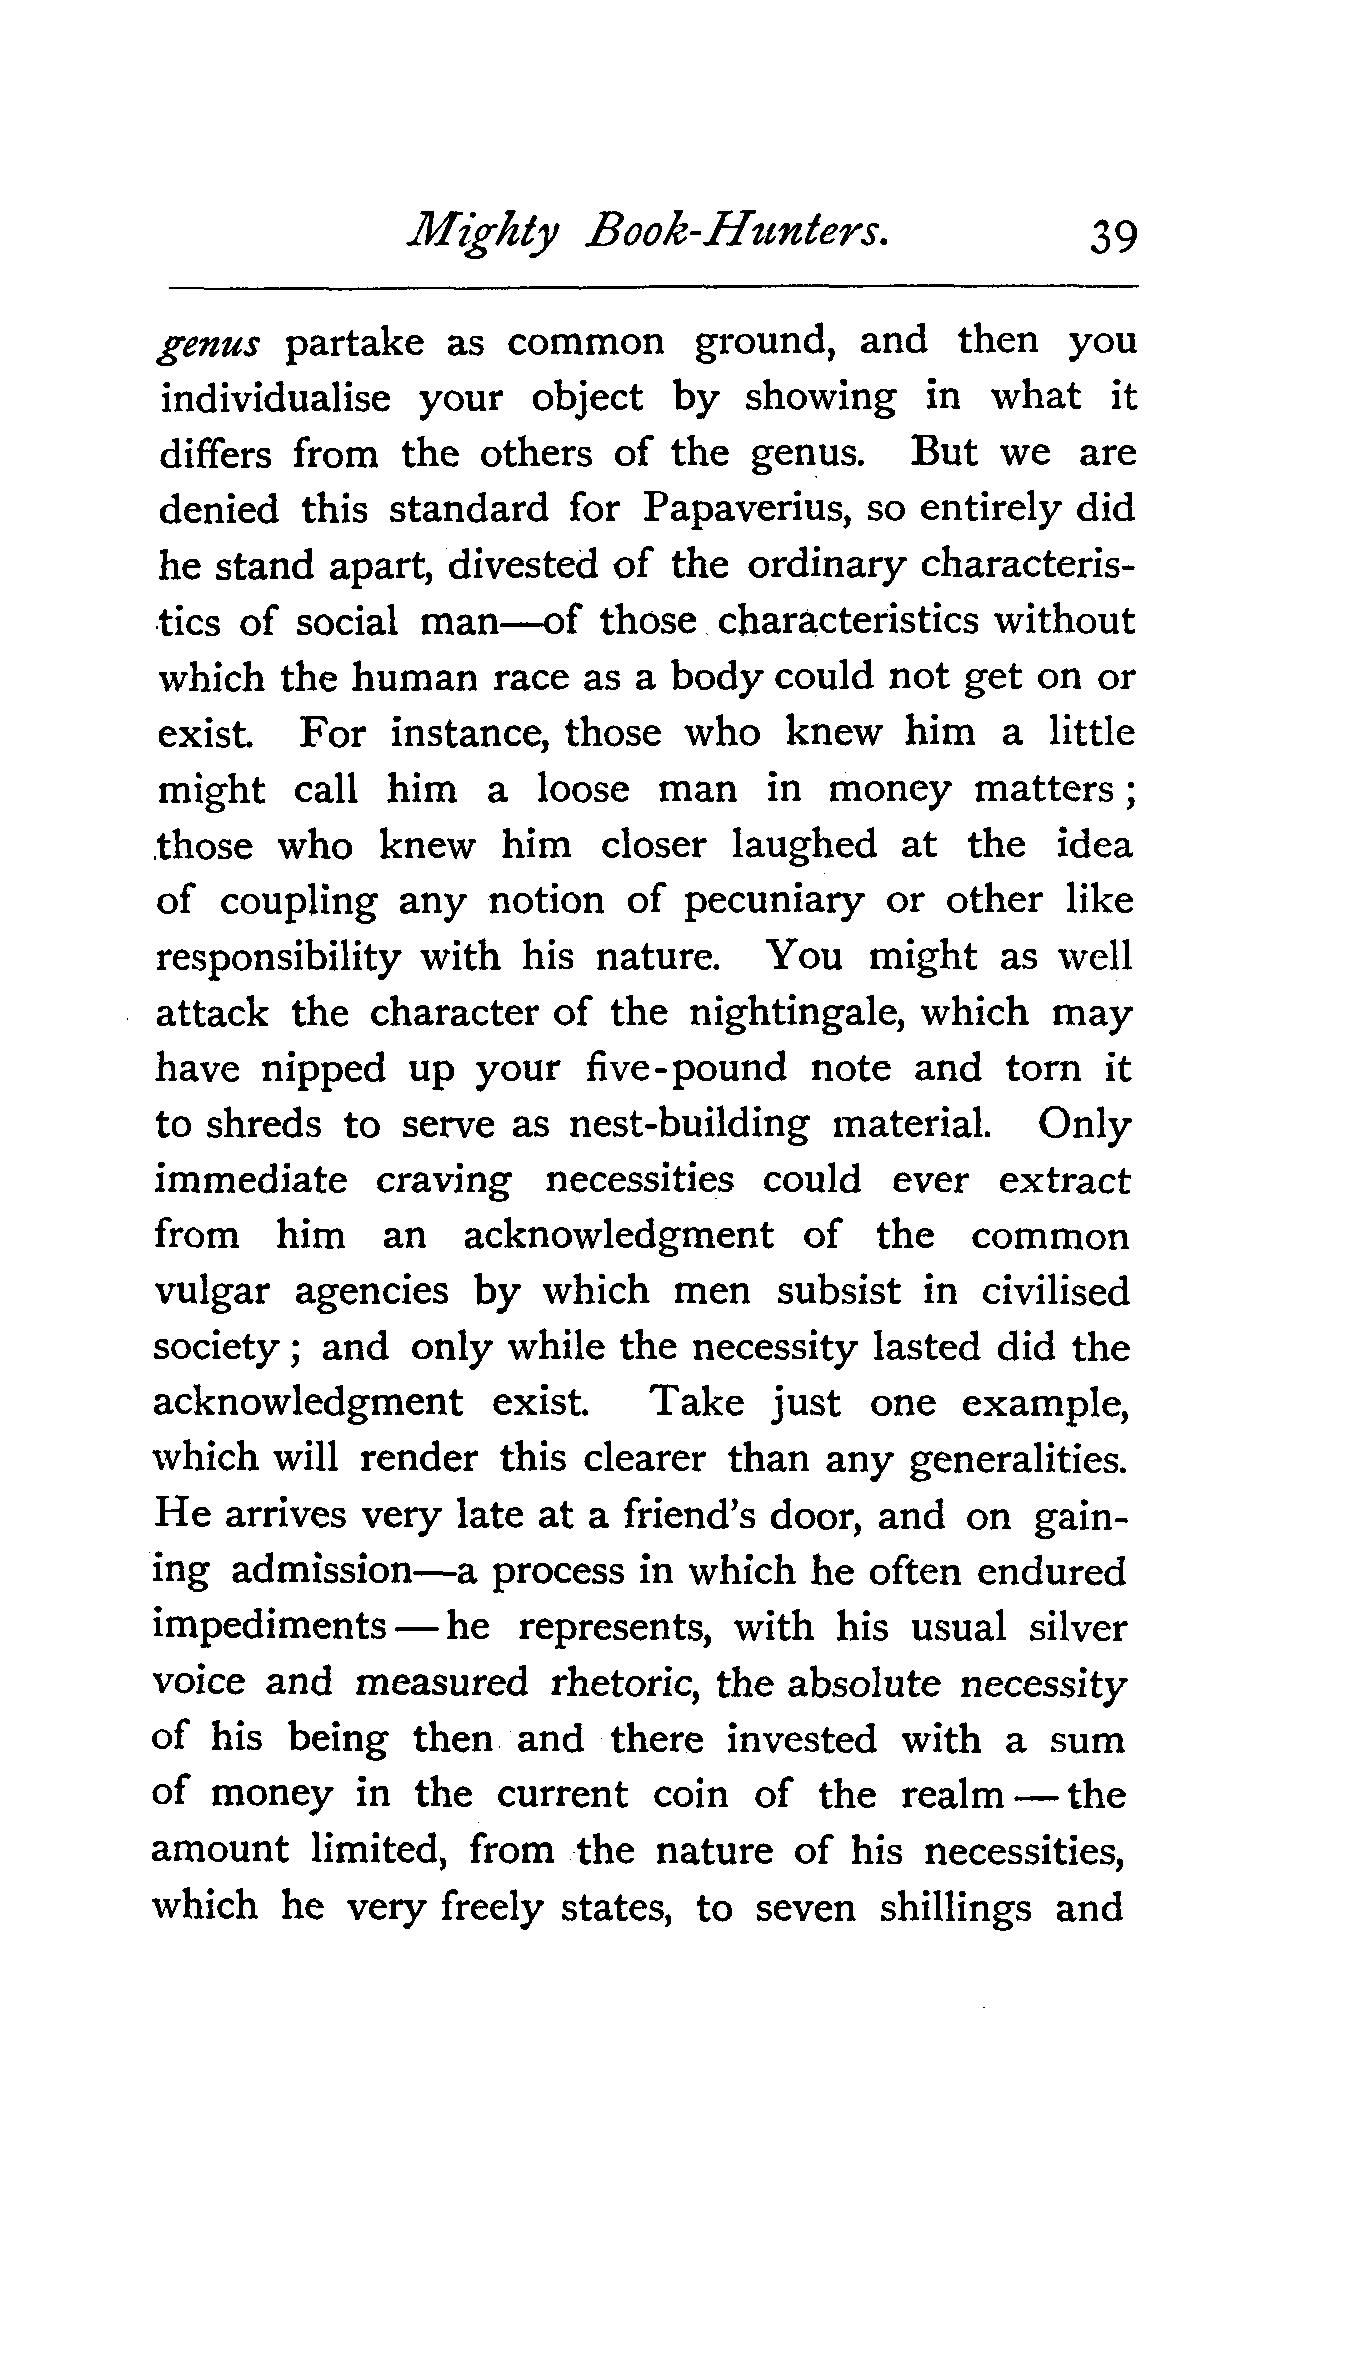 Mighty Book-Hunters. 39
genus partake as common ground, and then you
individualise your object by showing in what it
differs from the others of the genus. But we are
denied this standard for Papaverius, so entirely did
he stand apart, divested of the ordinary characteris-
tics of social man—of those characteristics without
which the human race as a body could not get on or
exist. For instance, those who knew him a little
might call him a loose man in money matters ;
those who knew him closer laughed at the idea
of coupling any notion of pecuniary or other like
responsibility with his nature. You might as well
attack the character of the nightingale, which may
have nipped up your five-pound note and torn it
to shreds to serve as nest-building material. Only
immediate craving necessities could ever extract
from him an acknowledgment of the common
vulgar agencies by which men subsist in civilised
society ; and only while the necessity lasted did the
acknowledgment exist. Take just one example,
which will render this clearer than any generalities.
He arrives very late at a friend's door, and on gain-
ing admission—a process in which he often endured
impediments — he represents, with his usual silver
voice and measured rhetoric, the absolute necessity
of his being then and there invested with a sum
of money in the current coin of the realm — the
amount limited, from the nature of his necessities,
which he very freely states, to seven shillings and